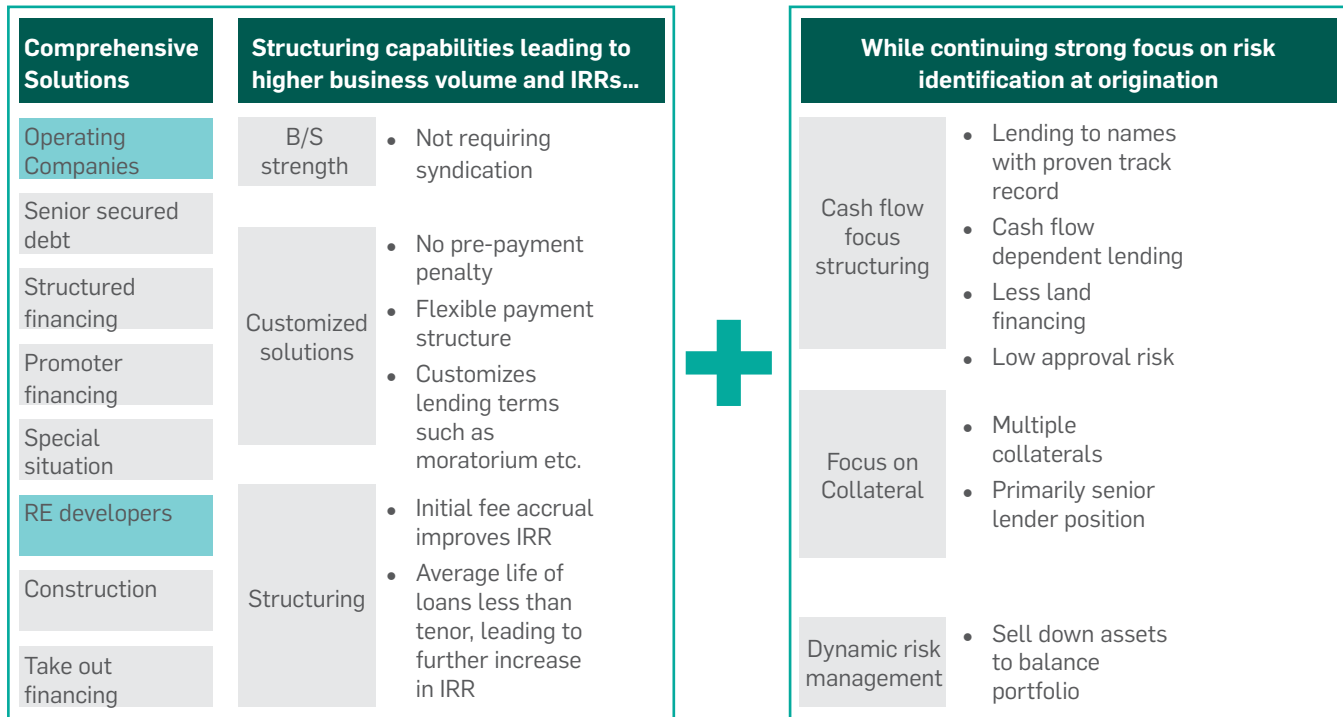 Comprehensive
Solutions
Operating
Companies
Senior secured
debt
Structured
financing
Promoter
financing
Special
situation
RE developers
Construction
Take out
financing
Structuring capabilities leading to
higher business volume and IRRs...
B/S
strength
• Not requiring
syndication
Customized
solutions
• No pre-payment
penalty
• Flexible payment
structure
• Customizes
lending terms
such as
moratorium etc.
Structuring
• Initial fee accrual
improves IRR
• Average life of
loans less than
tenor, leading to
further increase
in IRR
While continuing strong focus on risk
identification at origination
Cash flow
focus
structuring
• Lending to names
with proven track
record
• Cash flow
dependent lending
• Less land
financing
• Low approval risk
Focus on
Collateral
• Multiple
collaterals
• Primarily senior
lender position
Dynamic risk
management
• Sell down assets
to balance
portfolio